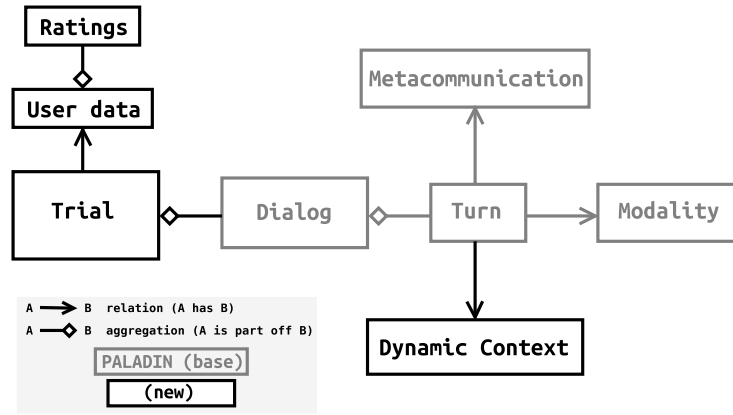 Ratings
User data
Metacommunication
Trial
Dialog
Turn
Modality
Dynamic Context
A B relation (A has B)
A B aggregation (A is part off B)
PALADIN (base)
(new)